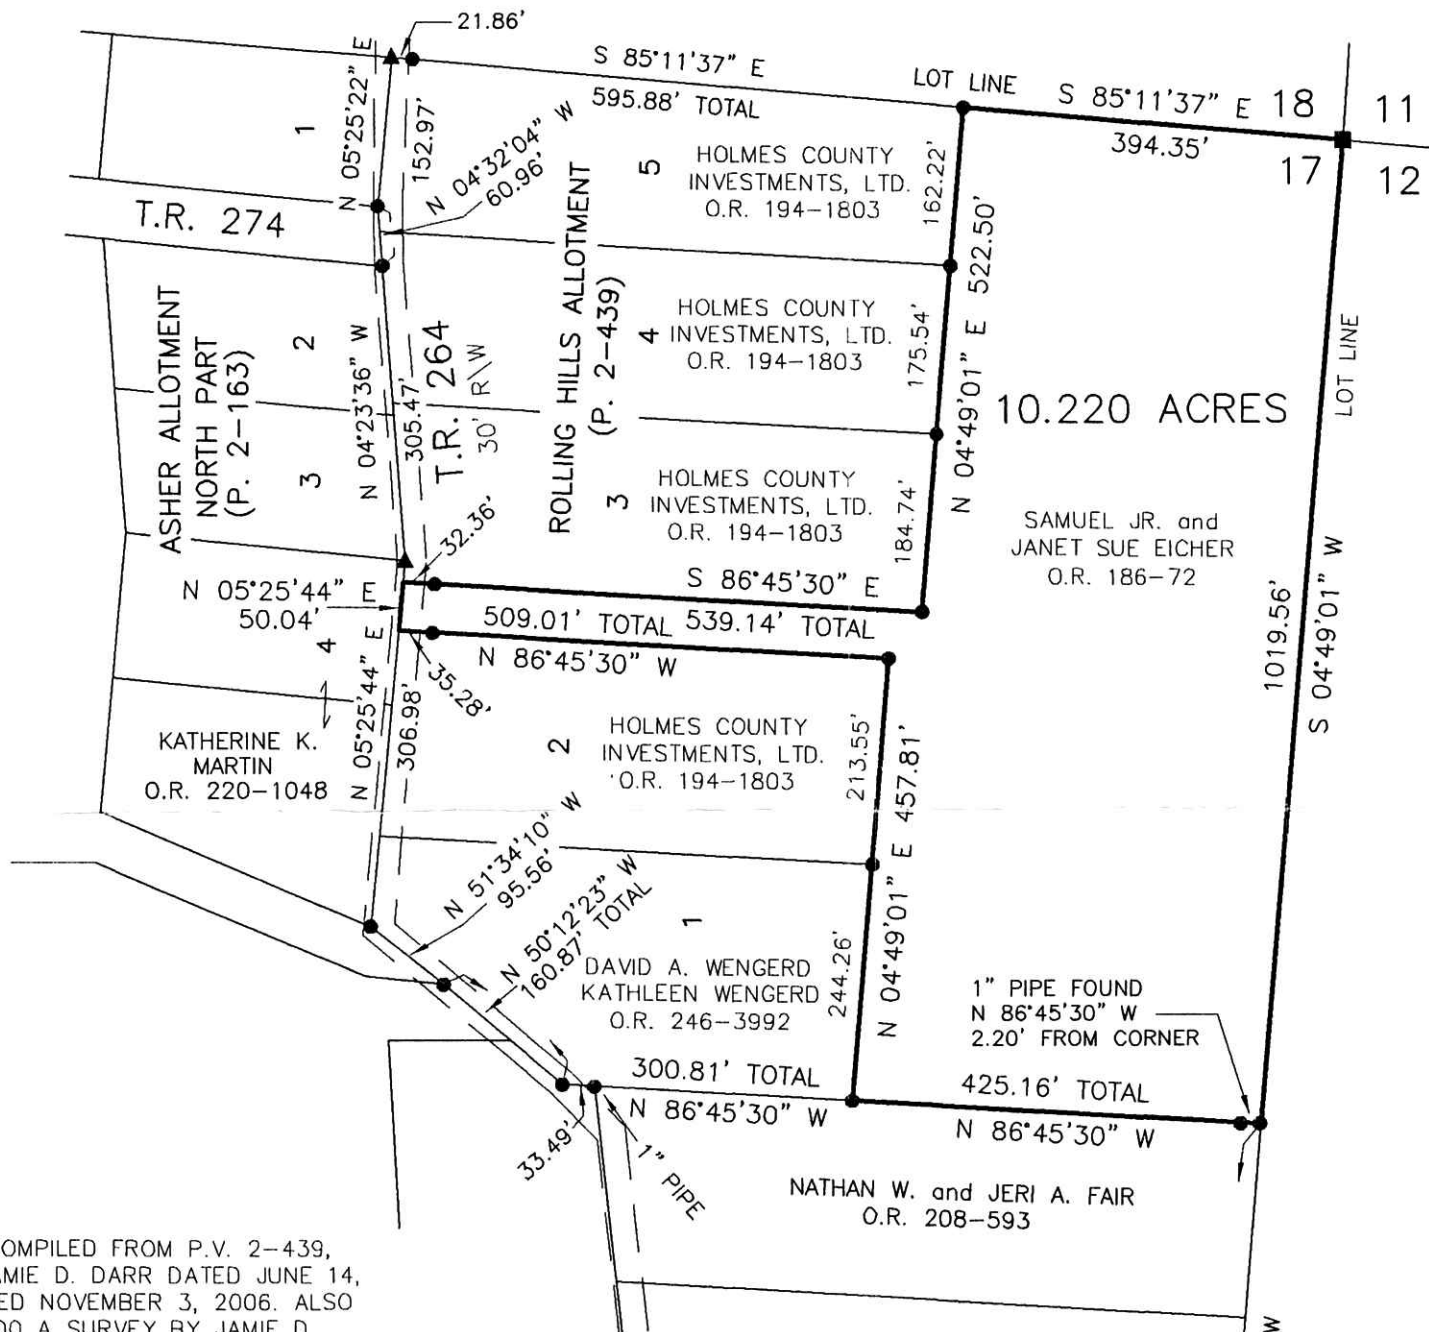 21.86'
S 85°11'37" E
595.88' TOTAL
LOT LINE
S 85°11'37" E
394.35'
18
11
17
12
N 05°25'22" E
152.97'
1
N 04°32'04" W
60.96'
T.R. 274
5
HOLMES COUNTY
INVESTMENTS, LTD.
O.R. 194-1803
162.22'
N 04°49'01" E 522.50'
ROLLING HILLS ALLOTMENT
(P. 2-439)
4
HOLMES COUNTY
INVESTMENTS, LTD.
O.R. 194-1803
175.54'
ASHER ALLOTMENT
NORTH PART
(P. 2-163)
2
3
N 04°23'36" W
305.47'
T.R. 264
30' R\W
3
HOLMES COUNTY
INVESTMENTS, LTD.
O.R. 194-1803
184.74'
10.220 ACRES
LOT LINE
SAMUEL JR. and
JANET SUE EICHER
O.R. 186-72
1019.56'
S 04°49'01" W
32.36'
S 86°45'30" E
539.14' TOTAL
N 05°25'44" E
50.04'
509.01' TOTAL
N 86°45'30" W
35.28'
4
N 05°25'44" E
306.98'
KATHERINE K.
MARTIN
O.R. 220-1048
2
HOLMES COUNTY
INVESTMENTS, LTD.
O.R. 194-1803
213.55'
N 04°49'01" E 457.81'
N 51°34'10" W
95.56'
N 50°12'23" W
160.87' TOTAL
1
DAVID A. WENGERD
KATHLEEN WENGERD
O.R. 246-3992
244.26'
1" PIPE FOUND
N 86°45'30" W
2.20' FROM CORNER
300.81' TOTAL
N 86°45'30" W
425.16' TOTAL
N 86°45'30" W
33.49'
1" PIPE
NATHAN W. and JERI A. FAIR
O.R. 208-593
OMPILED FROM P.V. 2-439,
AMIE D. DARR DATED JUNE 14,
ED NOVEMBER 3, 2006. ALSO
A SURVEY BY JAMIE D.
W